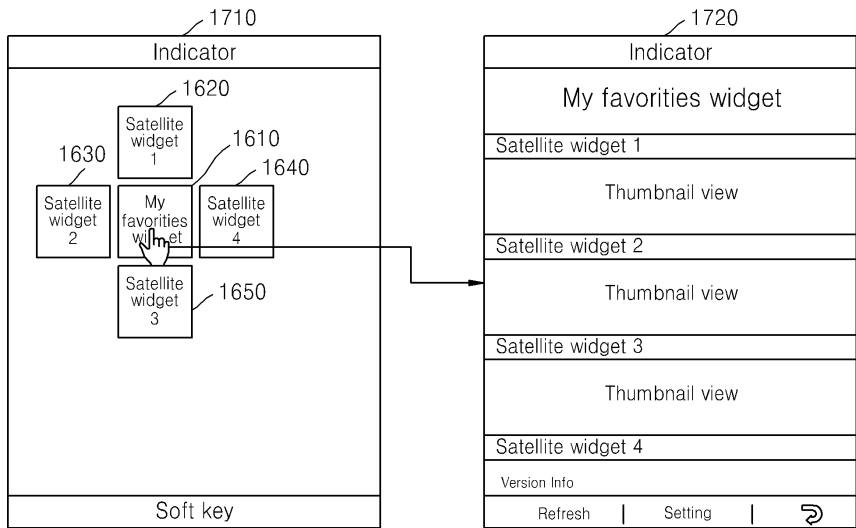 1710
Indicator
1620
Satellite
widget
1
1610
1630
1640
Satellite
widget
2
My
favorities
wi et
Satellite
widget
4
Satellite
widget
3
1650
Soft key
1720
Indicator
My favorities widget
Satellite widget 1
Thumbnail view
Satellite widget 2
Thumbnail view
Satellite widget 3
Thumbnail view
Satellite widget 4
Version Info
Refresh | Setting |